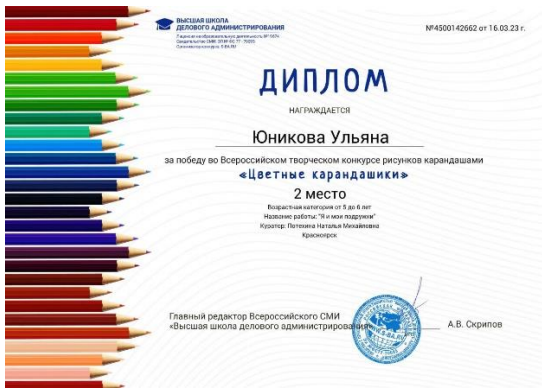 ВЫСШАЯ ШКОЛА
ДЕЛОВОГО АДМИНИСТРИРОВАНИЯ
№4500142662 от 16.03.23 г.
ДИПЛОМ
НАГРАЖДАЕТСЯ
Юникова Ульяна
за победу во Всероссийском творческом конкурсе рисунков карандашами
«Цветные карандашики»
2 место
Возрастная категория от 5 до 6 лет
Название работы: "Я и мои подружки"
Куратор: Потехина Наталья Михайловна
Красноярск
Главный редактор Всероссийского СМИ
«Высшая школа делового администрирования»
А.В. Скрипов